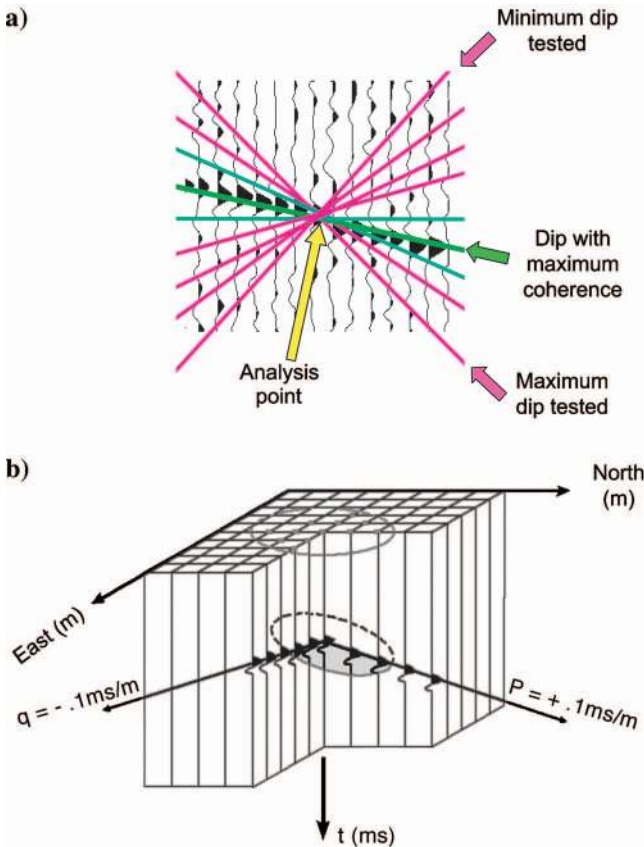 a)
Minimum dip
tested
Dip with
maximum
coherence
Analysis
point
Maximum
dip tested
b)
North
(m)
East (m)
q = - .1ms/m
P = + .1ms/m
t (ms)